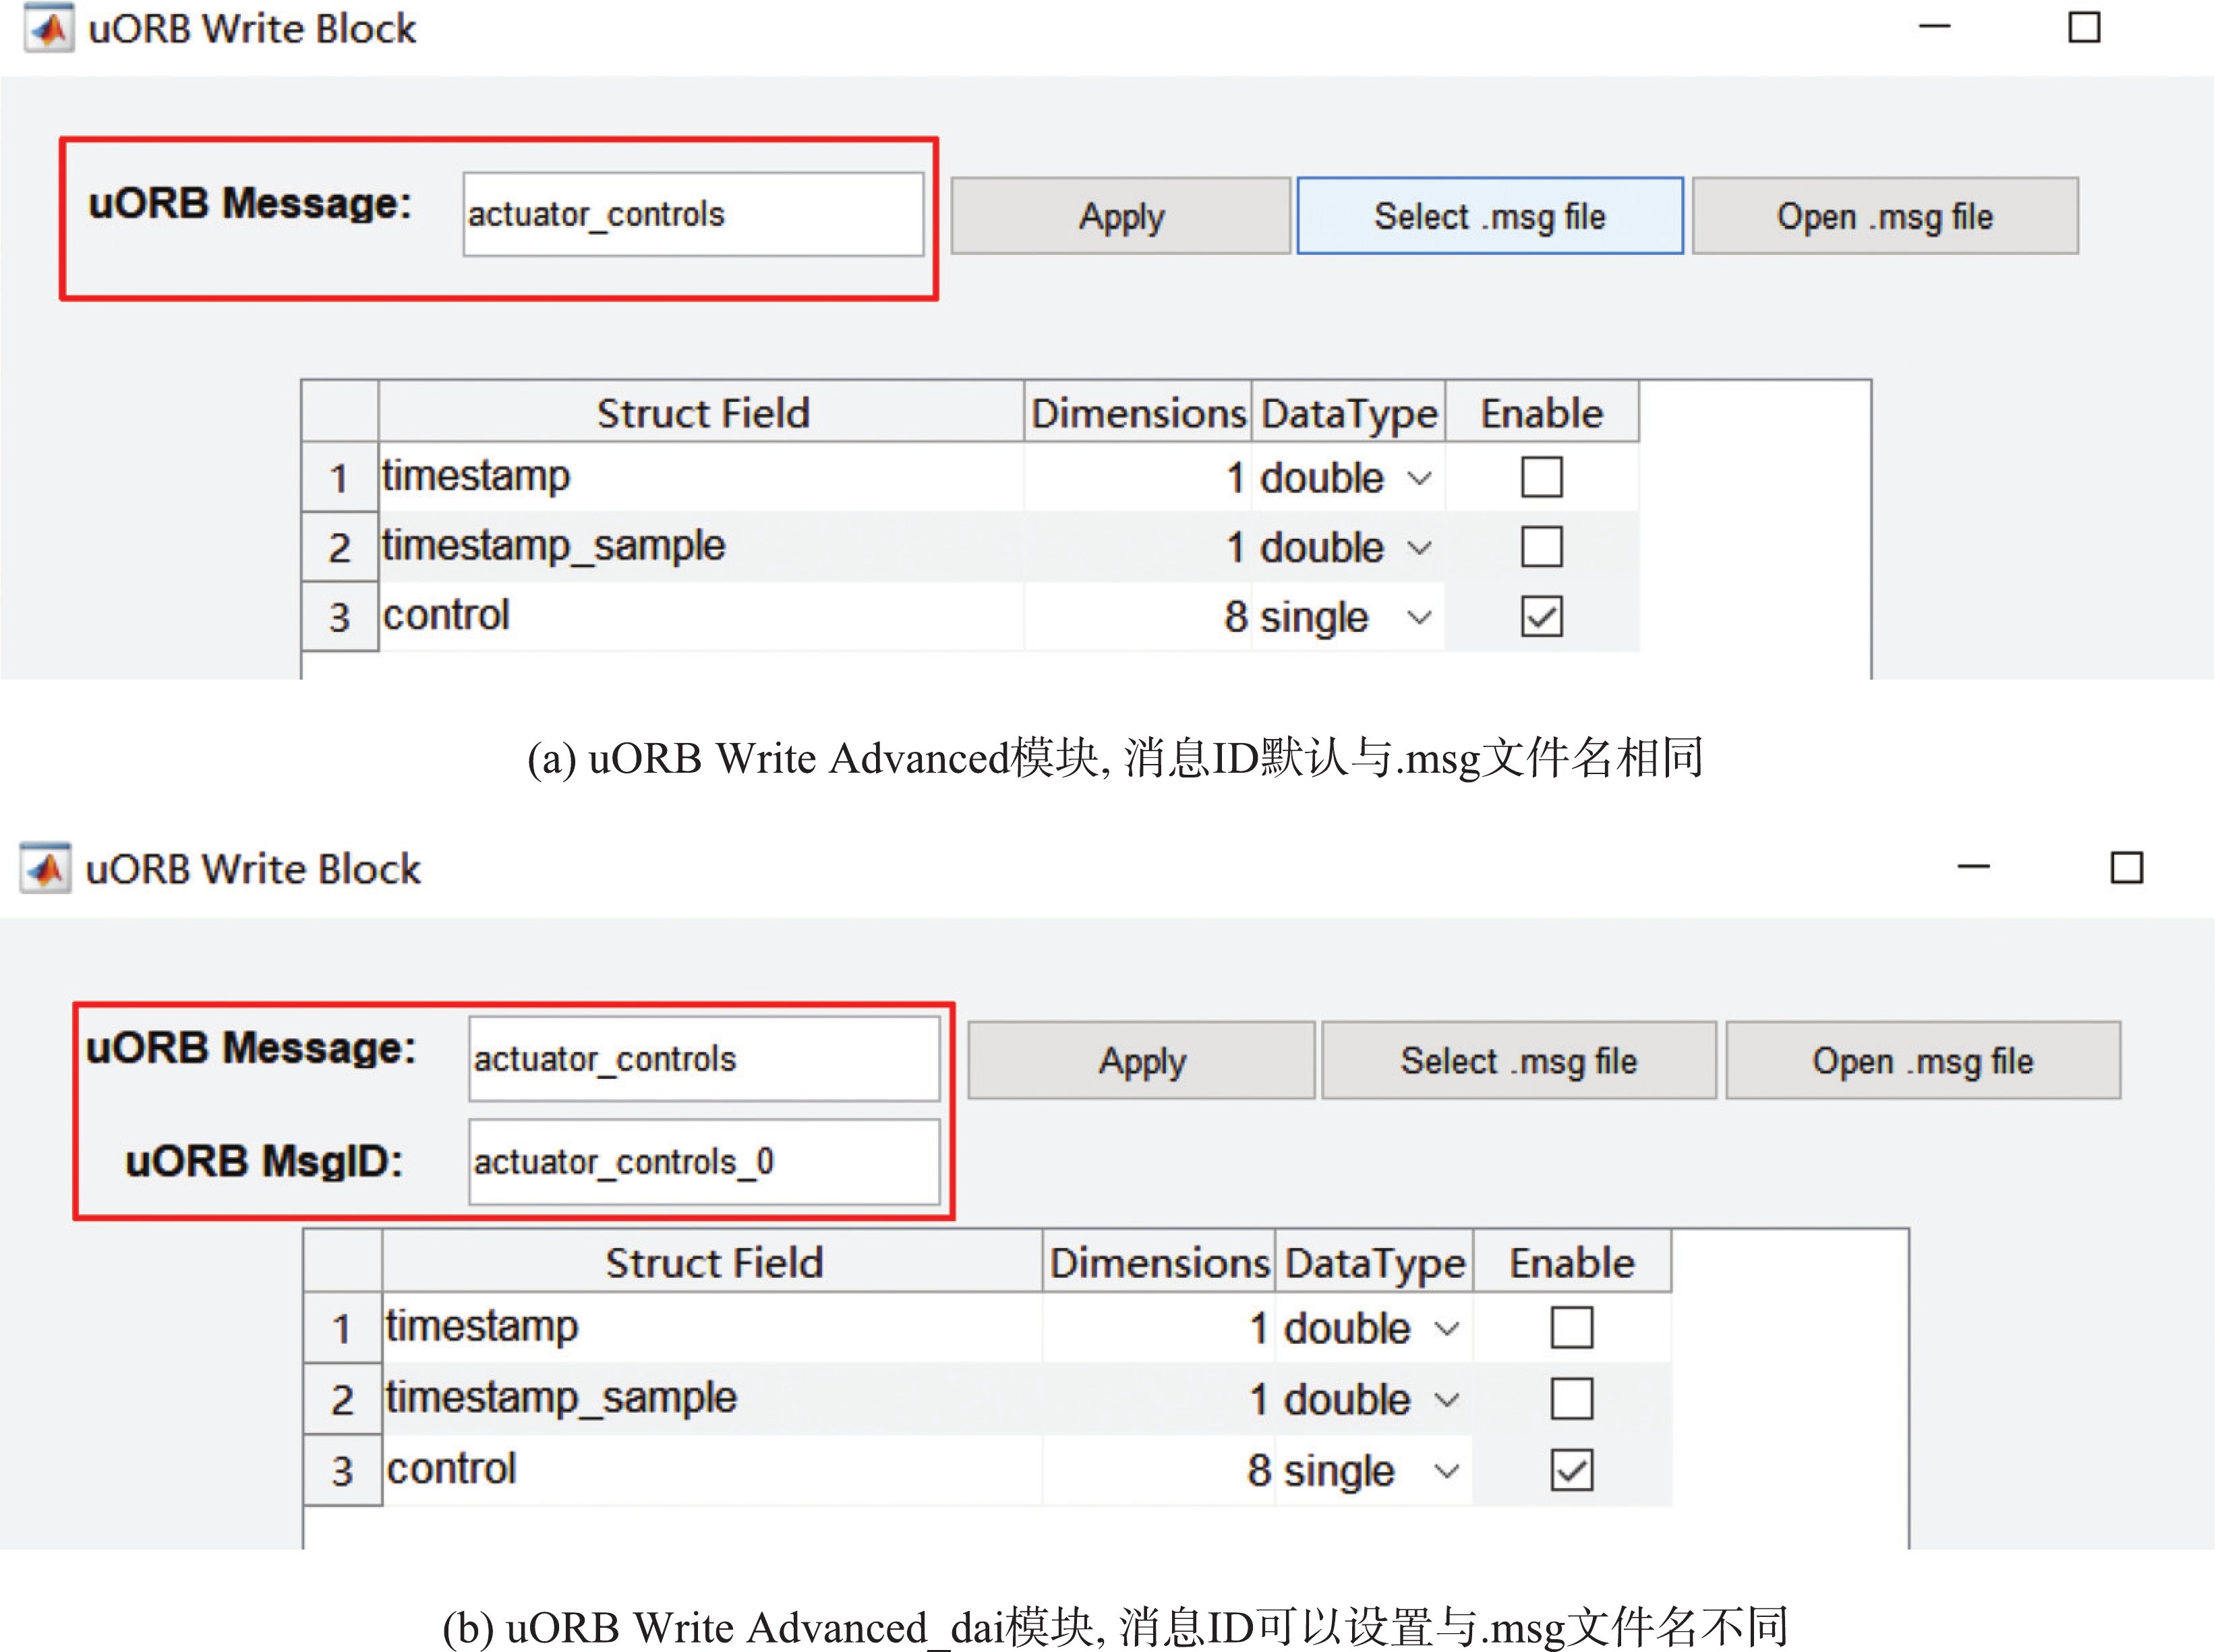 uORB Write Block
uORB Message: actuator_controls Apply Select .msg file Open .msg file
Struct Field Dimensions DataType Enable
1 timestamp 1 double
2 timestamp_sample 1 double
3 control 8 single
(a) uORB Write Advanced模块, 消息ID默认与.msg文件名相同
uORB Write Block
uORB Message: actuator_controls Apply Select .msg file Open .msg file
uORB MsgID: actuator_controls_0
Struct Field Dimensions DataType Enable
1 timestamp 1 double
2 timestamp_sample 1 double
3 control 8 single
(b) uORB Write Advanced_dai模块, 消息ID可以设置与.msg文件名不同